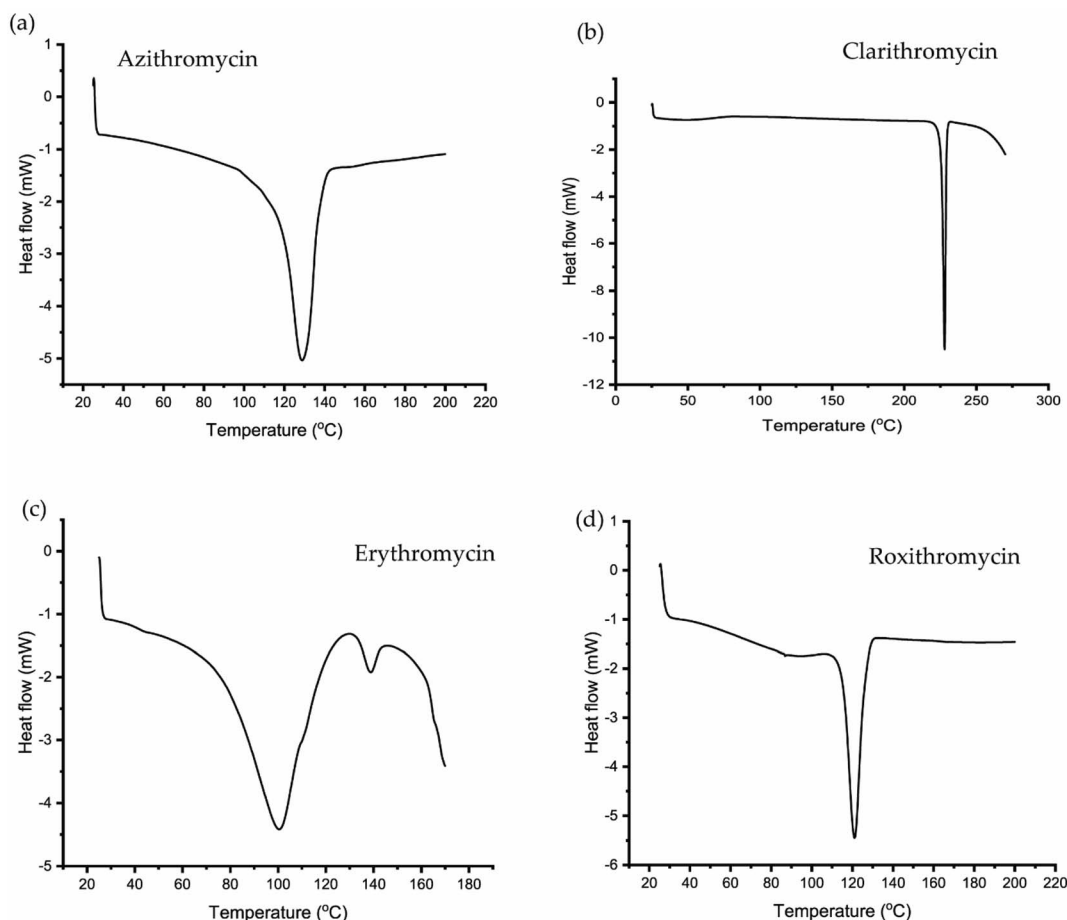 (a)
Azithromycin
1
0
-1
-2
-3
-4
-5
Heat flow (mW)
20 40 60 80 100 120 140 160 180 200 220
Temperature (ºC)
(b)
Clarithromycin
0
-2
-4
-6
-8
-10
-12
Heat flow (mW)
0 50 100 150 200 250 300
Temperature (ºC)
(c)
Erythromycin
0
-1
-2
-3
-4
-5
Heat flow (mW)
20 40 60 80 100 120 140 160 180
Temperature (ºC)
(d)
Roxithromycin
1
0
-1
-2
-3
-4
-5
-6
Heat flow (mW)
20 40 60 80 100 120 140 160 180 200 220
Temperature (ºC)